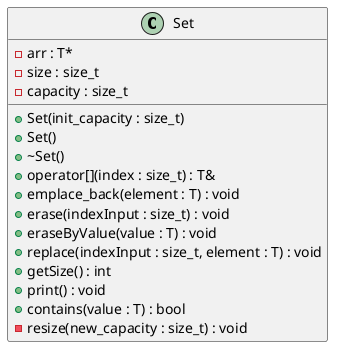 C Set
arr : T*
size : size_t
capacity : size_t
Set(init_capacity : size_t)
Set()
~Set()
operator[](index : size_t) : T&
emplace_back(element : T) : void
erase(indexInput : size_t) : void
eraseByValue(value : T) : void
replace(indexInput : size_t, element : T) : void
getSize() : int
print() : void
contains(value : T) : bool
resize(new_capacity : size_t) : void